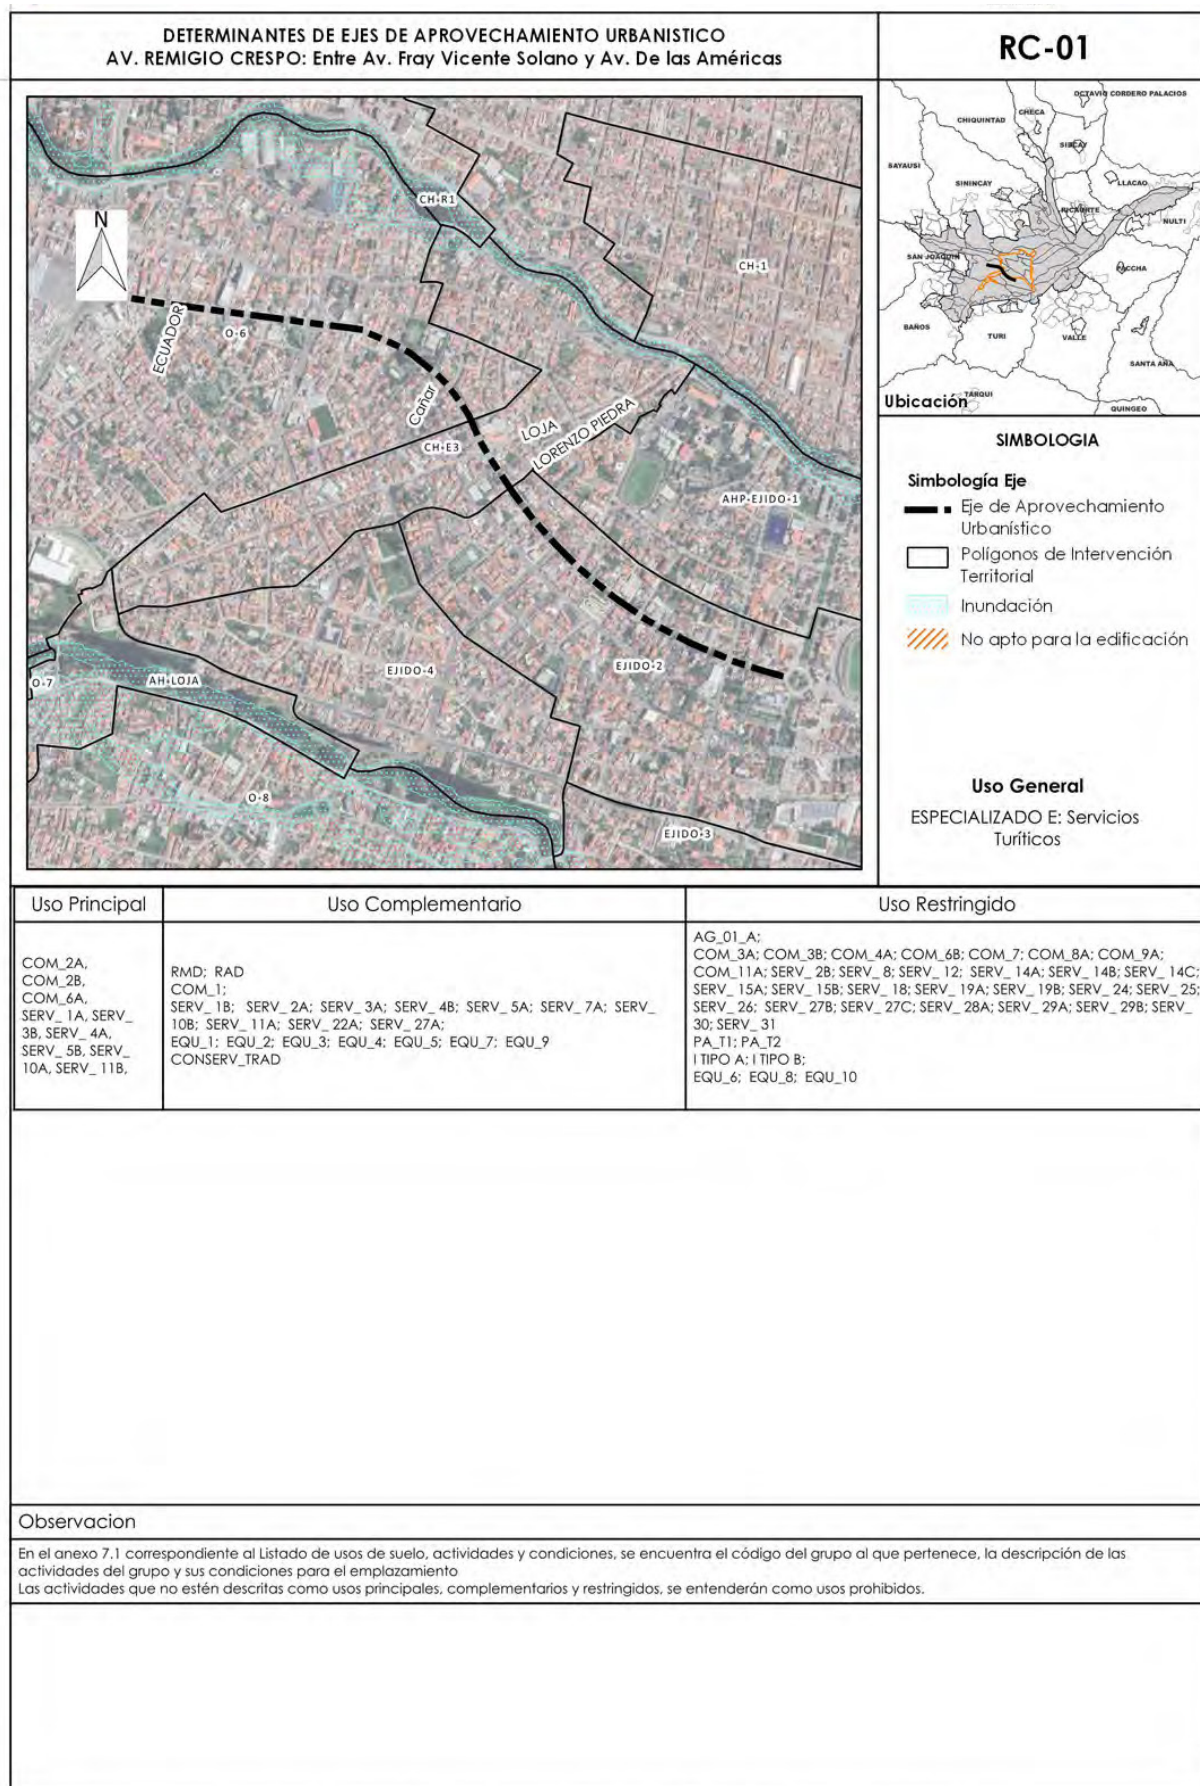 DETERMINANTES DE EJES DE APROVECHAMIENTO URBANISTICO
AV. REMIGIO CRESPO: Entre Av. Fray Vicente Solano y Av. De las Américas
RC-01
N
CH-R1
CH-1
ECUADOR
O-6
Cañar
LOJA
LORENZO PIEDRA
CH-E3
AHP-EJIDO-1
EJIDO-4
EJIDO-2
O-7
AH-LOJA
O-8
EJIDO-3
OCTAVIO CORDERO PALACIOS
CHECA
CHIQUINTAD
SIDCAY
SAYAUSI
SININCAY
LLACAO
RICAURTE
NULTI
SAN JOAQUIN
PACCHA
BAÑOS
TURI
VALLE
SANTA ANA
TARQUI
QUINGEO
Ubicación
SIMBOLOGIA
Simbología Eje
Eje de Aprovechamiento
Urbanístico
Polígonos de Intervención
Territorial
Inundación
No apto para la edificación
Uso General
ESPECIALIZADO E: Servicios
Turíticos
Uso Principal
COM_2A,
COM_2B,
COM_6A,
SERV_ 1A, SERV_
3B, SERV_ 4A,
SERV_ 5B, SERV_
10A, SERV_ 11B,
Uso Complementario
RMD; RAD
COM_1;
SERV_ 1B; SERV_ 2A; SERV_ 3A; SERV_ 4B; SERV_ 5A; SERV_ 7A; SERV_
10B; SERV_ 11A; SERV_ 22A; SERV_ 27A;
EQU_1; EQU_2; EQU_3; EQU_4; EQU_5; EQU_7; EQU_9
CONSERV_TRAD
Uso Restringido
AG_01_A;
COM_3A; COM_3B; COM_4A; COM_6B; COM_7; COM_8A; COM_9A;
COM_11A; SERV_ 2B; SERV_ 8; SERV_ 12; SERV_ 14A; SERV_ 14B; SERV_ 14C;
SERV_ 15A; SERV_ 15B; SERV_ 18; SERV_ 19A; SERV_ 19B; SERV_ 24; SERV_ 25;
SERV_ 26; SERV_ 27B; SERV_ 27C; SERV_ 28A; SERV_ 29A; SERV_ 29B; SERV_
30; SERV_ 31
PA_T1; PA_T2
I TIPO A; I TIPO B;
EQU_6; EQU_8; EQU_10
Observacion
En el anexo 7.1 correspondiente al Listado de usos de suelo, actividades y condiciones, se encuentra el código del grupo al que pertenece, la descripción de las
actividades del grupo y sus condiciones para el emplazamiento
Las actividades que no estén descritas como usos principales, complementarios y restringidos, se entenderán como usos prohibidos.